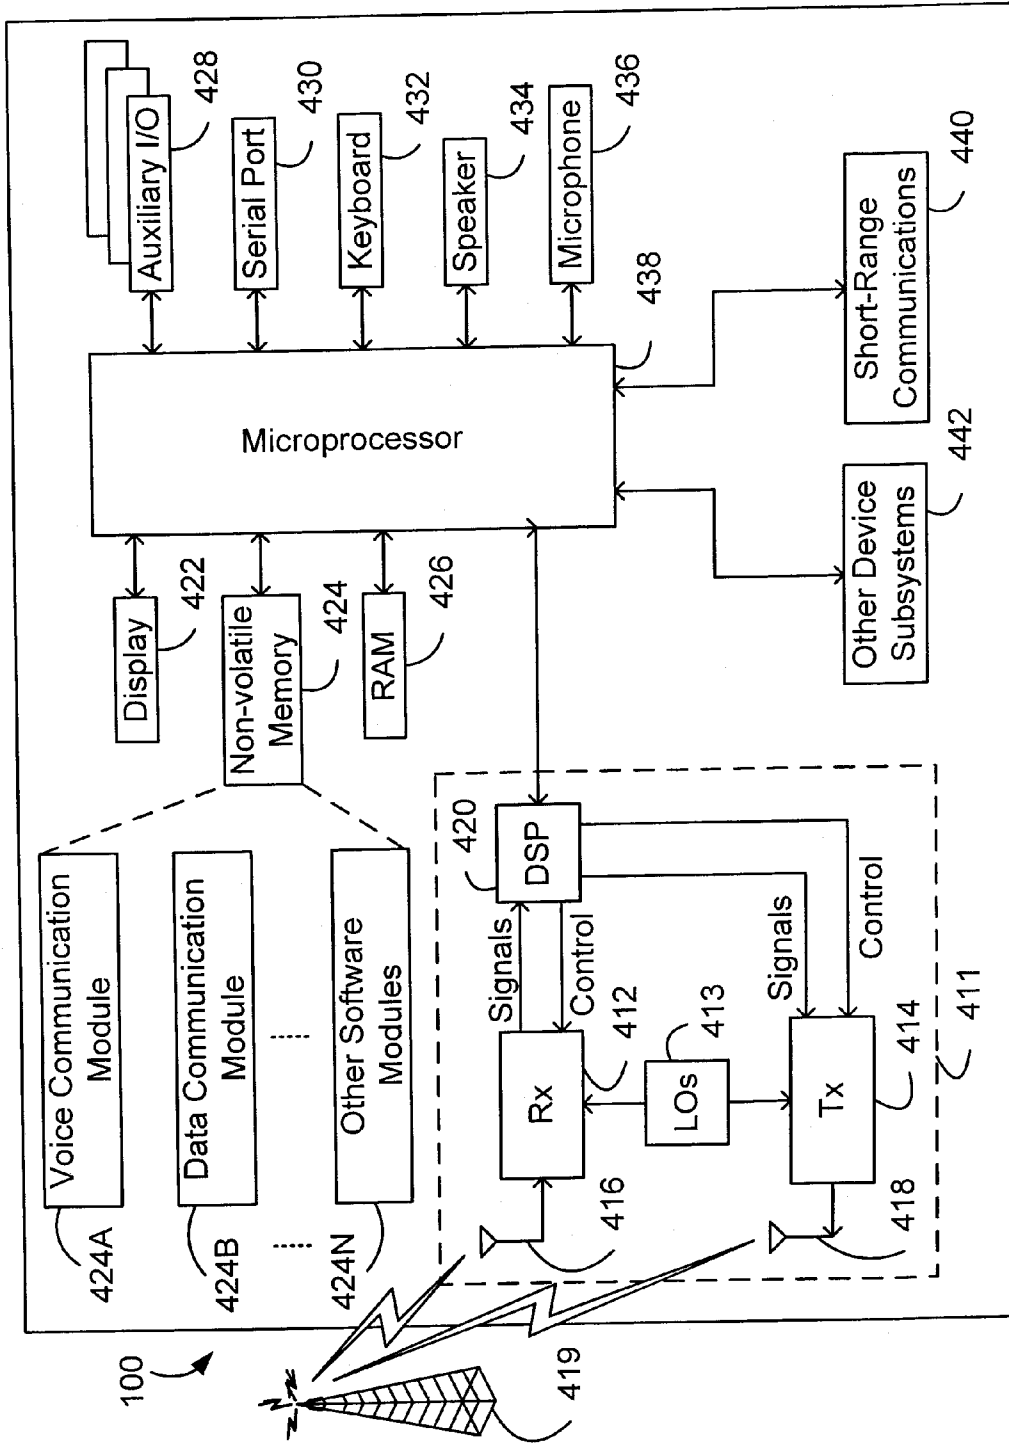 100
419
424A
Voice Communication
Module
424B
Data Communication
Module
......
......
424N
Other Software
Modules
Display
422
Non-volatile
Memory
424
RAM
426
Microprocessor
438
Auxiliary I/O
428
Serial Port
430
Keyboard
432
Speaker
434
Microphone
436
Short-Range
Communications
440
Other Device
Subsystems
442
DSP
420
Signals
Control
Rx
412
LOs
413
Signals
Control
Tx
414
416
418
411